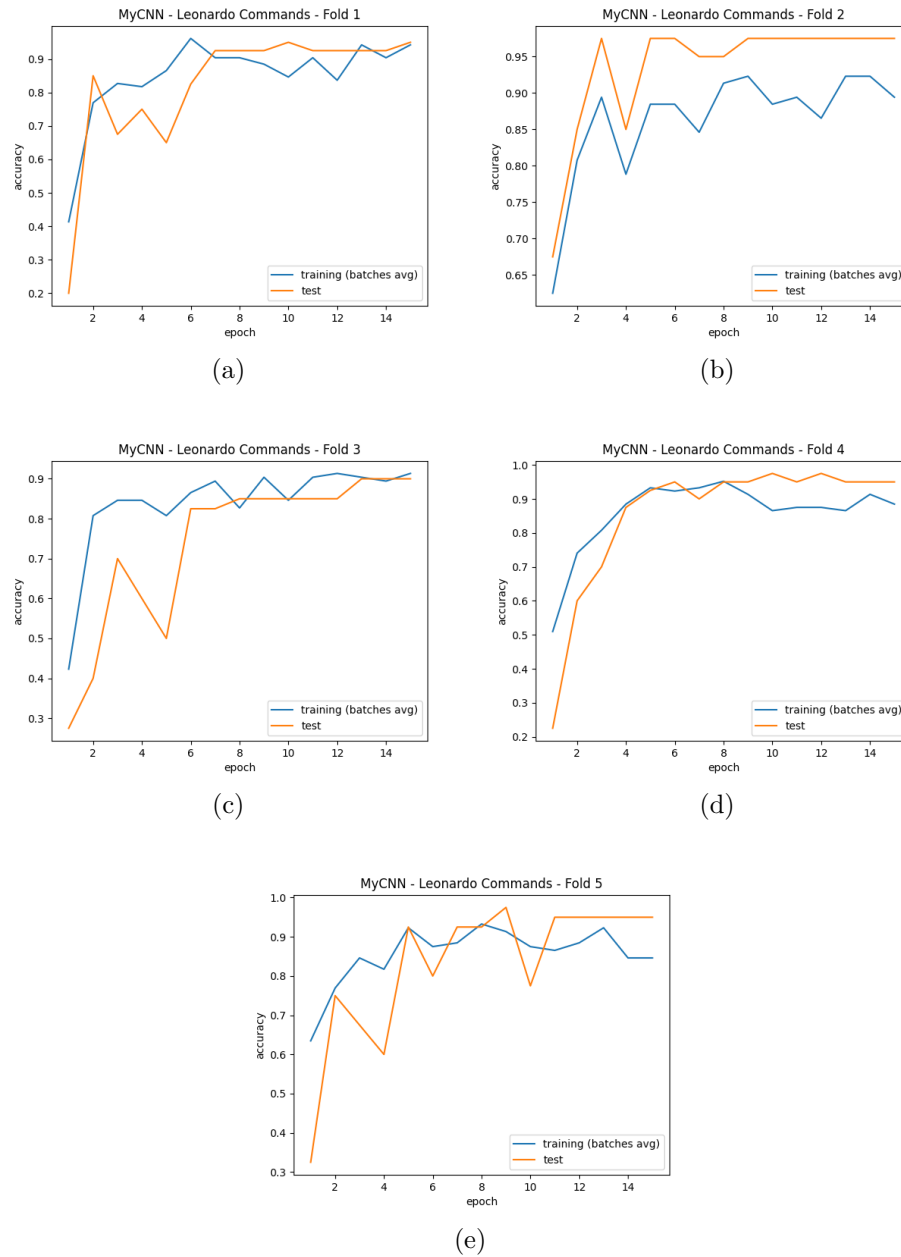 MyCNN - Leonardo Commands - Fold 1
0.9
0.8
0.7
0.6
0.5
0.4
0.3
0.2
accuracy
training (batches avg)
test
2 4 6 8 10 12 14
epoch
(a)
MyCNN - Leonardo Commands - Fold 2
0.95
0.90
0.85
0.80
0.75
0.70
0.65
accuracy
training (batches avg)
test
2 4 6 8 10 12 14
epoch
(b)
MyCNN - Leonardo Commands - Fold 3
0.9
0.8
0.7
0.6
0.5
0.4
0.3
accuracy
training (batches avg)
test
2 4 6 8 10 12 14
epoch
(c)
MyCNN - Leonardo Commands - Fold 4
1.0
0.9
0.8
0.7
0.6
0.5
0.4
0.3
0.2
accuracy
training (batches avg)
test
2 4 6 8 10 12 14
epoch
(d)
MyCNN - Leonardo Commands - Fold 5
1.0
0.9
0.8
0.7
0.6
0.5
0.4
0.3
accuracy
training (batches avg)
test
2 4 6 8 10 12 14
epoch
(e)